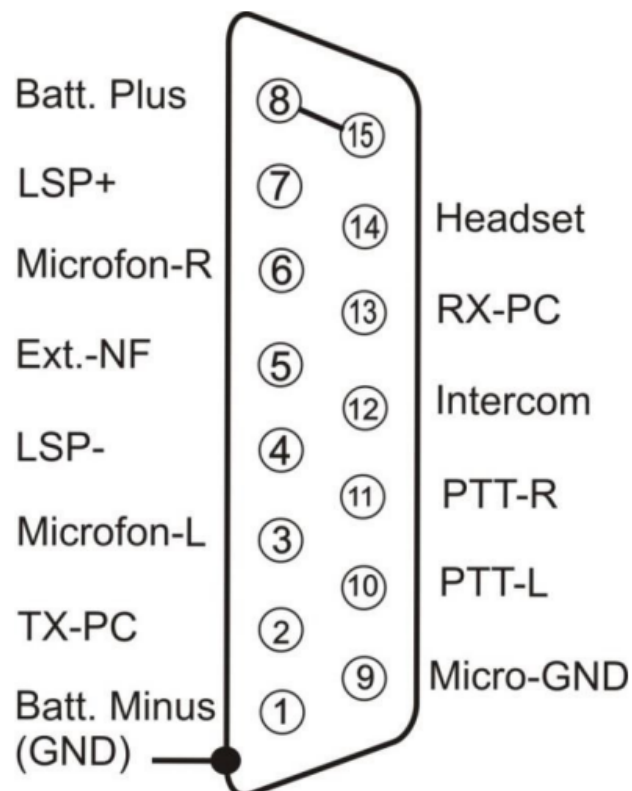 Batt. Plus
8
15
LSP+
7
14
Headset
Microfon-R
6
13
RX-PC
Ext.-NF
5
12
Intercom
LSP-
4
11
PTT-R
Microfon-L
3
10
PTT-L
TX-PC
2
9
Micro-GND
Batt. Minus
(GND)
1